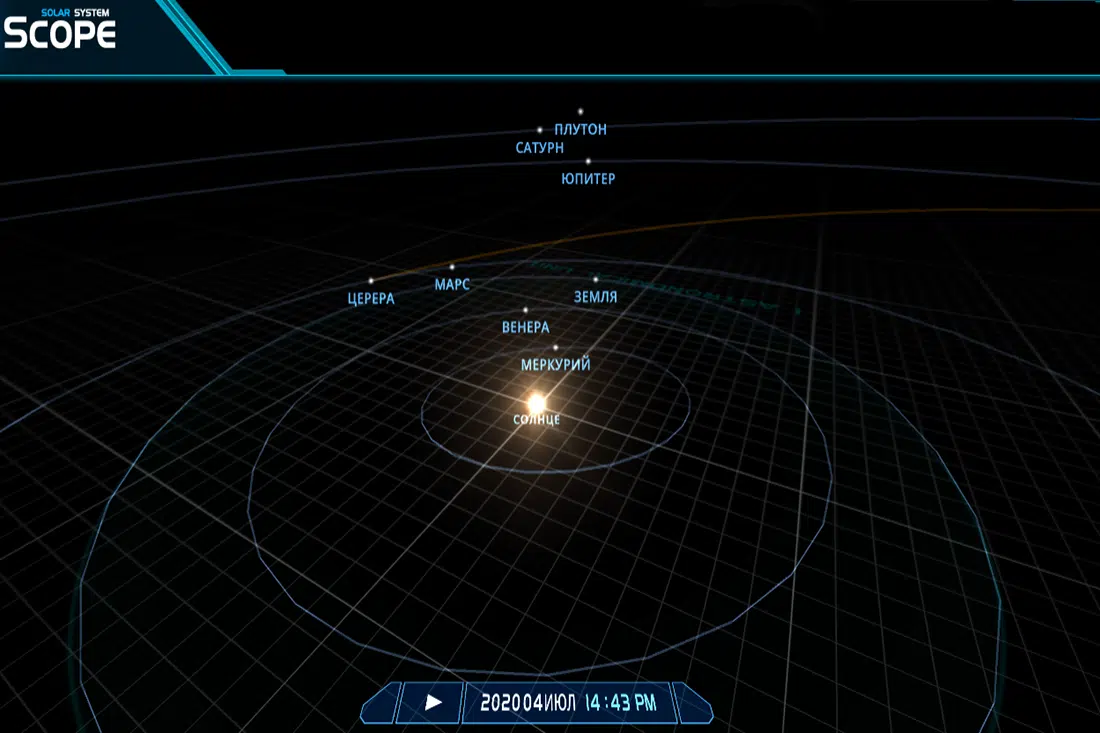 SOLAR SYSTEM
SCOPE
ПЛУТОН
САТУРН
ЮПИТЕР
МАРС
ЦЕРЕРА
ЗЕМЛЯ
ВЕНЕРА
МЕРКУРИЙ
СОЛНЦЕ
2020 04 ИЮЛ 14:43 PM